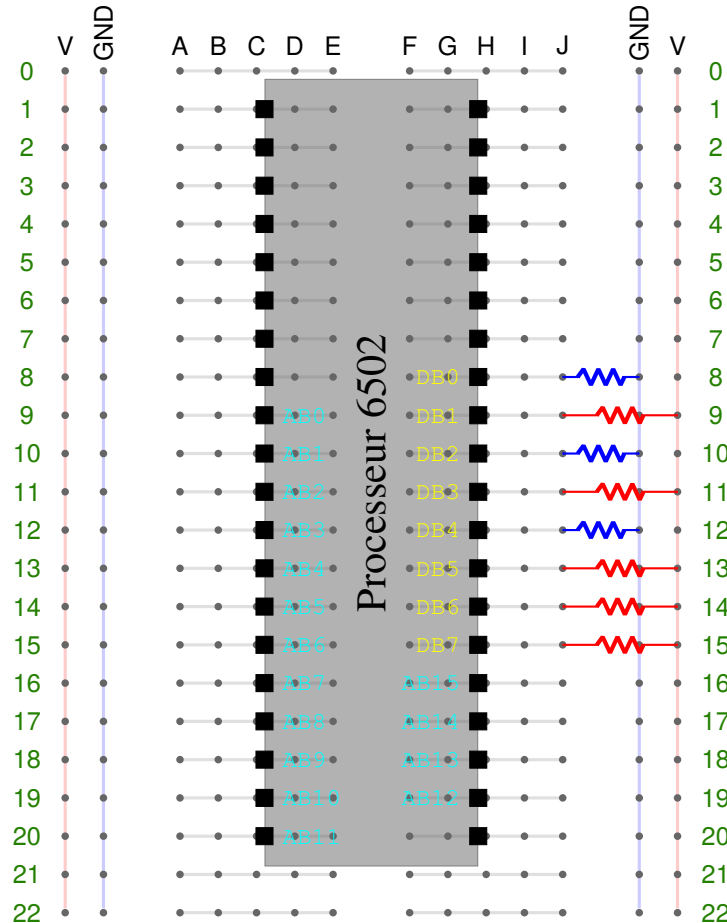 V GND A B C D E F G H I J GND V
0 0
1 1
2 2
3 3
4 4
5 5
6 6
7 7
8 DB0 8
9 AB0 DB1 9
10 AB1 DB2 10
11 AB2 DB3 11
12 AB3 DB4 12
13 AB4 DB5 13
14 AB5 DB6 14
15 AB6 DB7 15
16 AB7 AB15 16
17 AB8 AB14 17
18 AB9 AB13 18
19 AB10 AB12 19
20 AB11 20
21 21
22 22
Processeur 6502